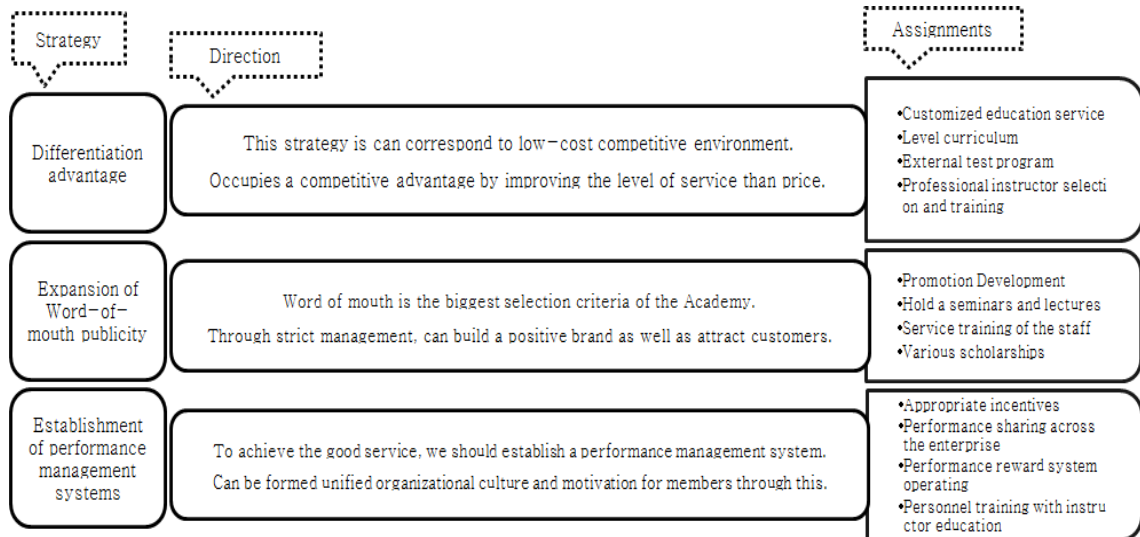 Strategy
Direction
Assignments
Differentiation
advantage
This strategy is can correspond to low-cost competitive environment.
Occupies a competitive advantage by improving the level of service than price.
•Customized education service
•Level curriculum
•External test program
•Professional instructor selecti
on and training
Expansion of
Word-of-
mouth publicity
Word of mouth is the biggest selection criteria of the Academy.
Through strict management, can build a positive brand as well as attract customers.
•Promotion Development
•Hold a seminars and lectures
•Service training of the staff
•Various scholarships
Establishment
of performance
management
systems
To achieve the good service, we should establish a performance management system.
Can be formed unified organizational culture and motivation for members through this.
•Appropriate incentives
•Performance sharing across
the enterprise
•Performance reward system
operating
•Personnel training with instru
ctor education